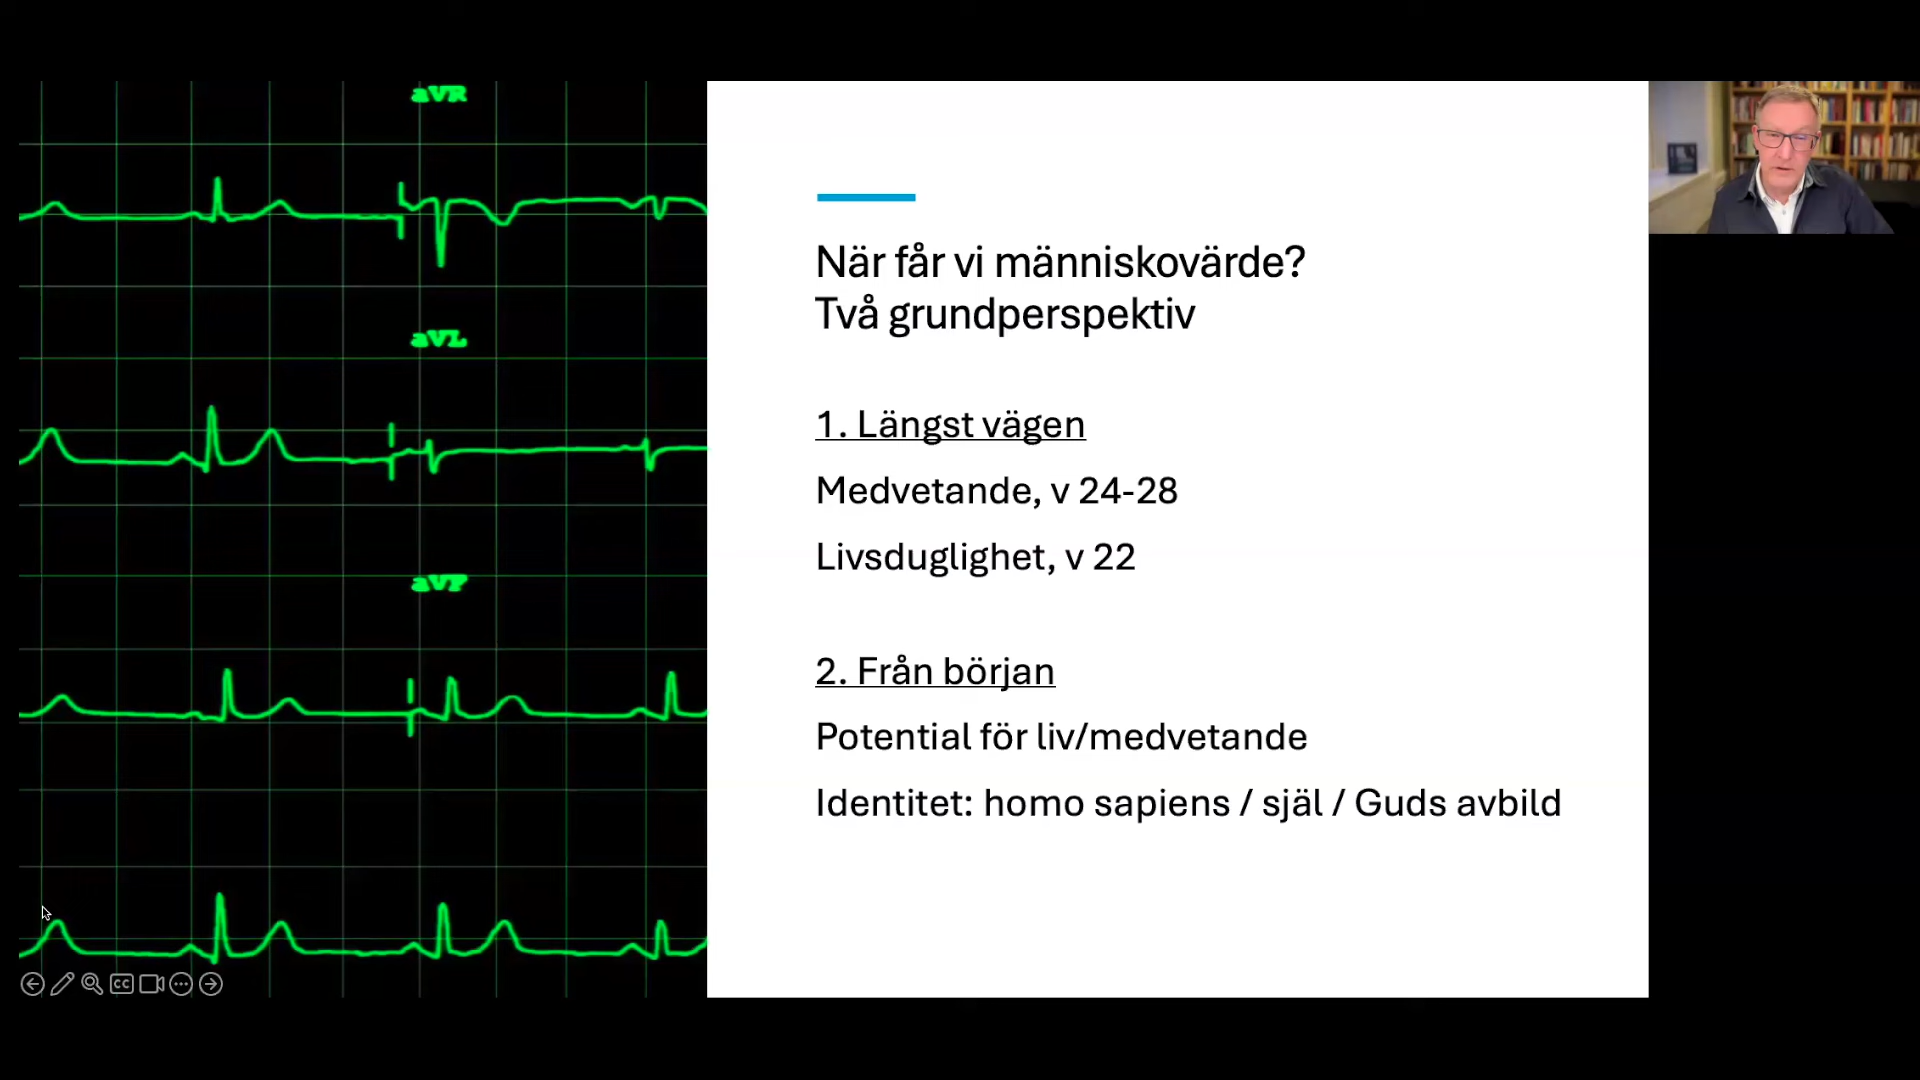 aVR
aVL
aVF
När får vi människovärde?
Två grundperspektiv
1. Längst vägen
Medvetande, v 24-28
Livsduglighet, v 22
2. Från början
Potential för liv/medvetande
Identitet: homo sapiens / själ / Guds avbild
CC